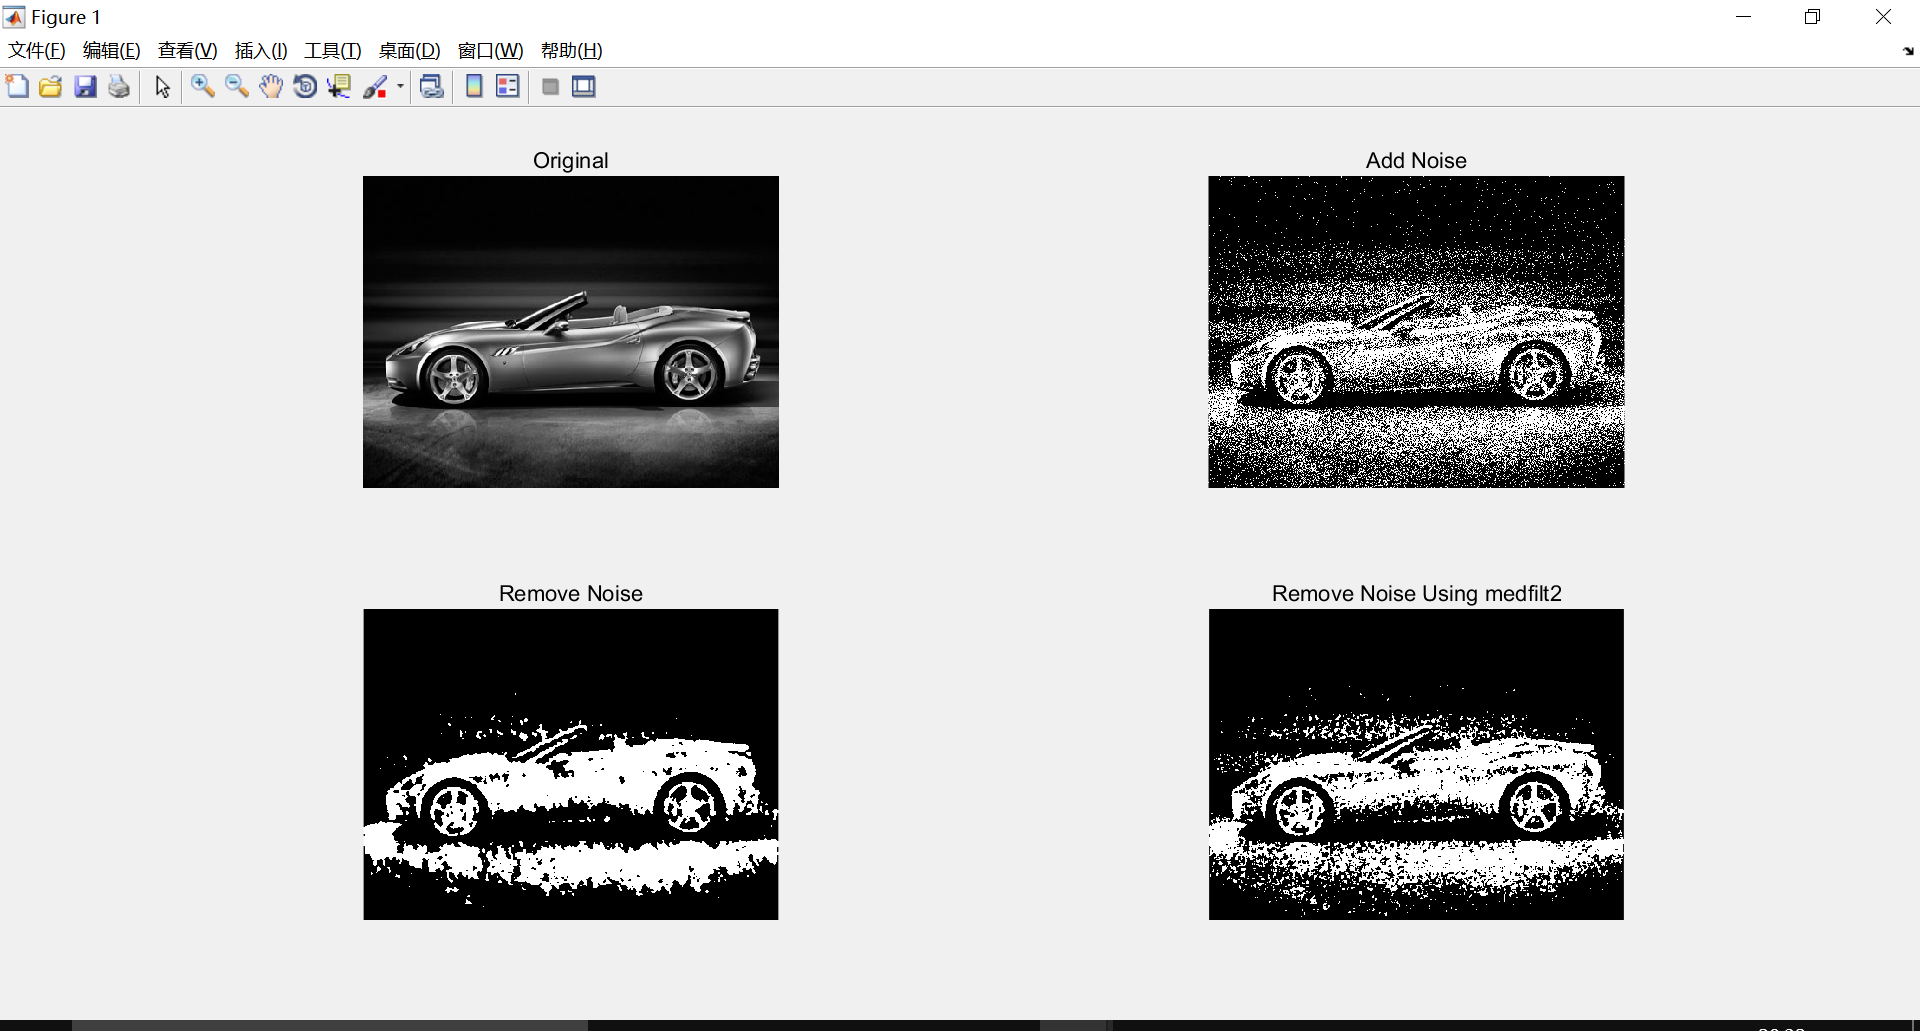 Figure 1
文件(F) 编辑(E) 查看(V) 插入(I) 工具(T) 桌面(D) 窗口(W) 帮助(H)
Original
Add Noise
Remove Noise
Remove Noise Using medfilt2